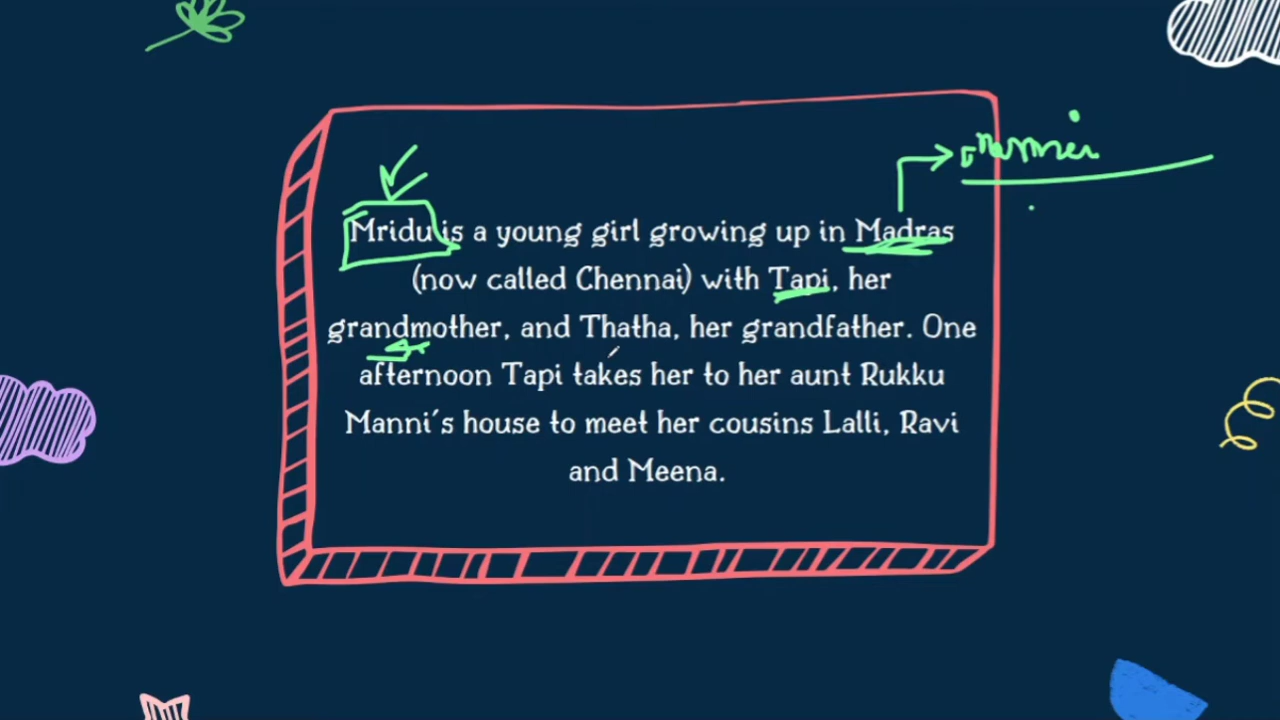 Mridu is a young girl growing up in Madras
(now called Chennai) with Tapi, her
grandmother, and Thatha, her grandfather. One
afternoon Tapi takes her to her aunt Rukku
Manni's house to meet her cousins Lalli, Ravi
and Meena.